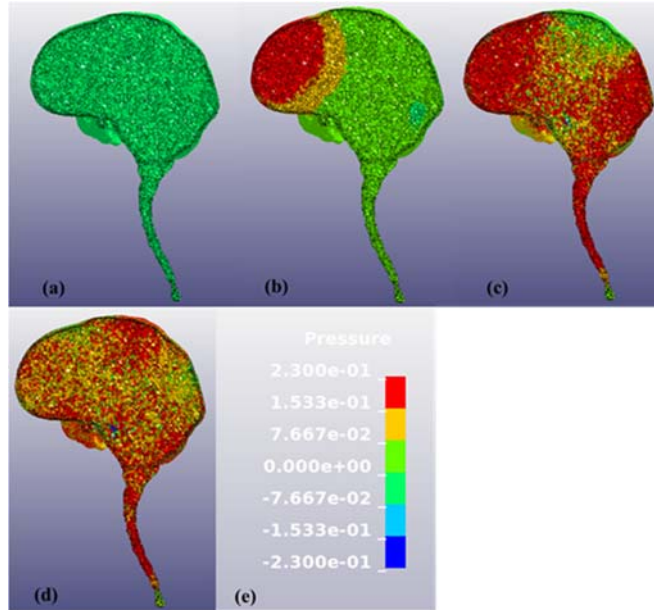 (a)
(b)
(c)
(d)
(e)
Pressure
2.300e-01
1.533e-01
7.667e-02
0.000e+00
-7.667e-02
-1.533e-01
-2.300e-01